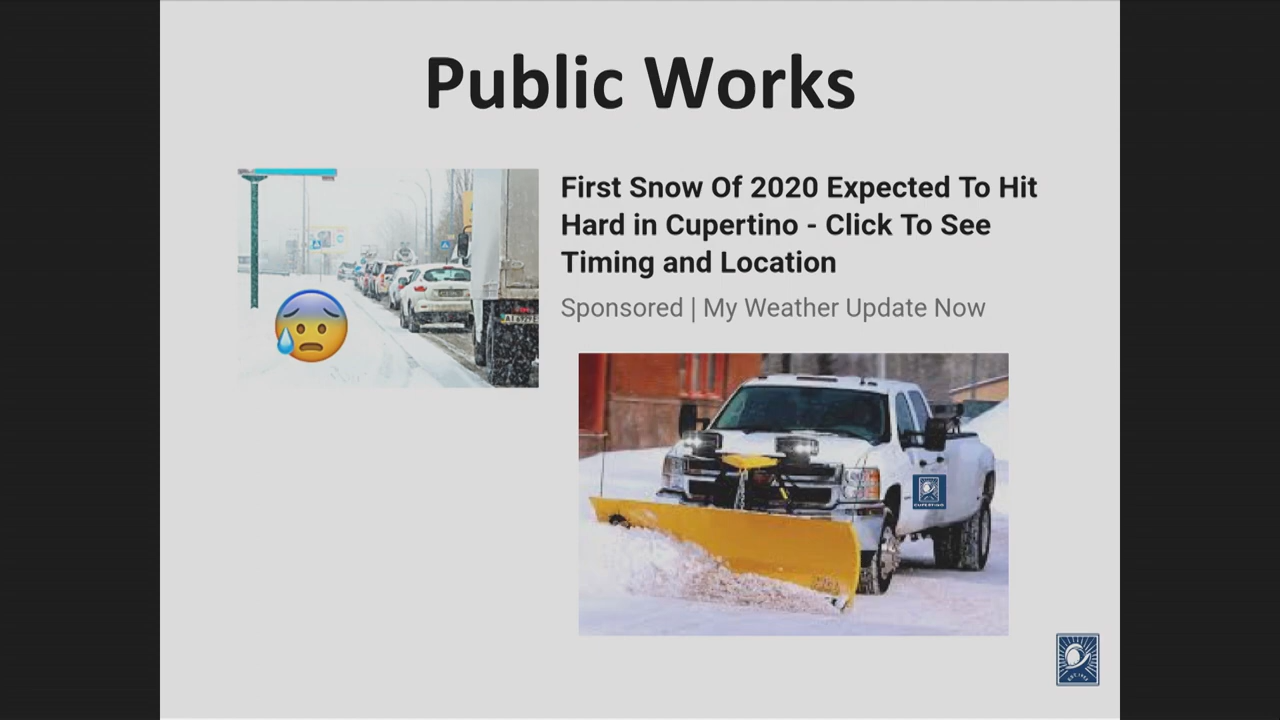 Public Works
First Snow Of 2020 Expected To Hit
Hard in Cupertino - Click To See
Timing and Location
Sponsored | My Weather Update Now
CUPERTINO